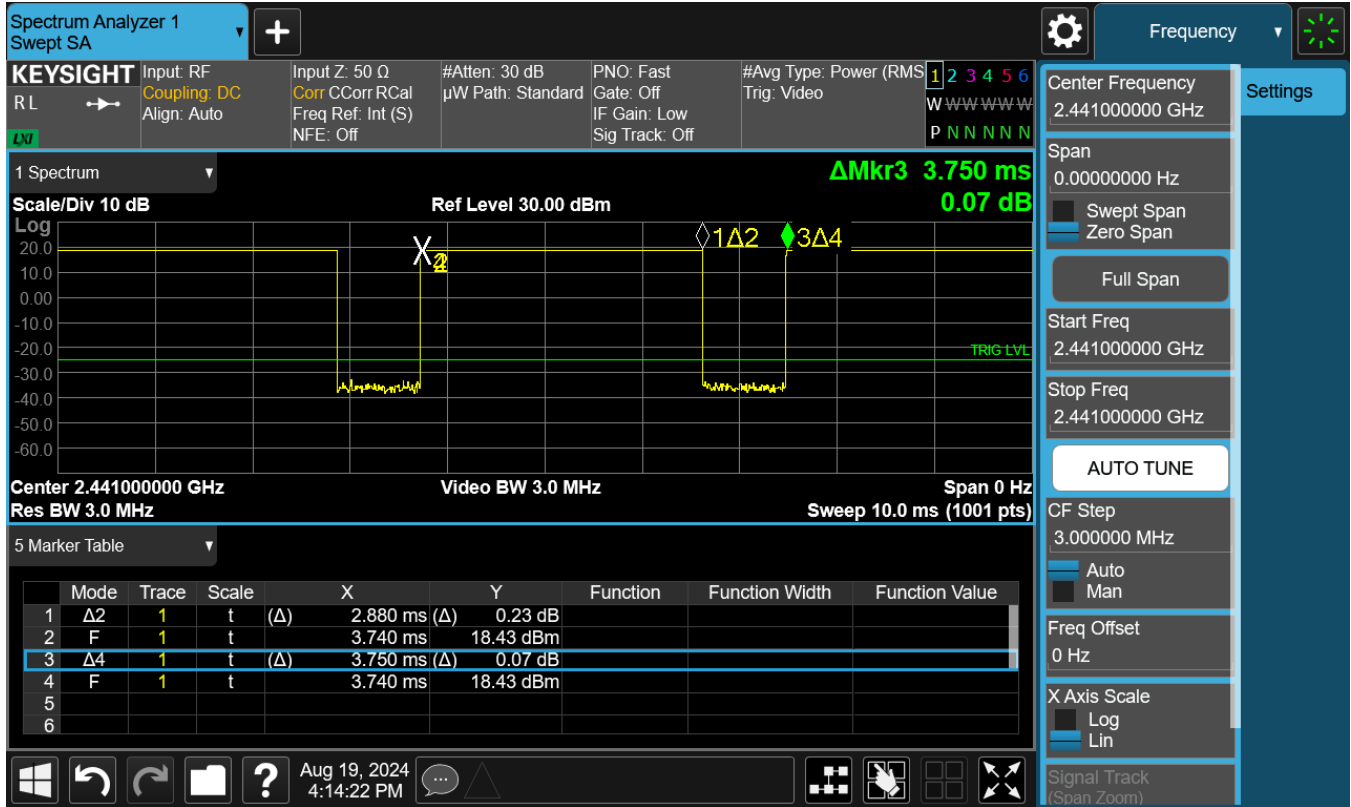 Spectrum Analyzer 1
Swept SA
+
Frequency
KEYSIGHT Input: RF Input Z: 50 Ω #Atten: 30 dB PNO: Fast #Avg Type: Power (RMS 1 2 3 4 5 6
RL Coupling: DC Corr CCorr RCal µW Path: Standard Gate: Off Trig: Video W W W W W W
Align: Auto Freq Ref: Int (S) IF Gain: Low
LXI NFE: Off Sig Track: Off P N N N N N
1 Spectrum
ΔMkr3 3.750 ms
0.07 dB
Scale/Div 10 dB Ref Level 30.00 dBm
Log
20.0
10.0
0.00
-10.0
-20.0
-30.0
-40.0
-50.0
-60.0
1Δ2 3Δ4
TRIG LVL
Center 2.441000000 GHz Video BW 3.0 MHz Span 0 Hz
Res BW 3.0 MHz Sweep 10.0 ms (1001 pts)
5 Marker Table
Mode Trace Scale X Y Function Function Width Function Value
1 Δ2 1 t (Δ) 2.880 ms (Δ) 0.23 dB
2 F 1 t 3.740 ms 18.43 dBm
3 Δ4 1 t (Δ) 3.750 ms (Δ) 0.07 dB
4 F 1 t 3.740 ms 18.43 dBm
5
6
?
Aug 19, 2024
4:14:22 PM
Center Frequency
2.441000000 GHz
Settings
Span
0.00000000 Hz
Swept Span
Zero Span
Full Span
Start Freq
2.441000000 GHz
Stop Freq
2.441000000 GHz
AUTO TUNE
CF Step
3.000000 MHz
Auto
Man
Freq Offset
0 Hz
X Axis Scale
Log
Lin
Signal Track
(Span Zoom)